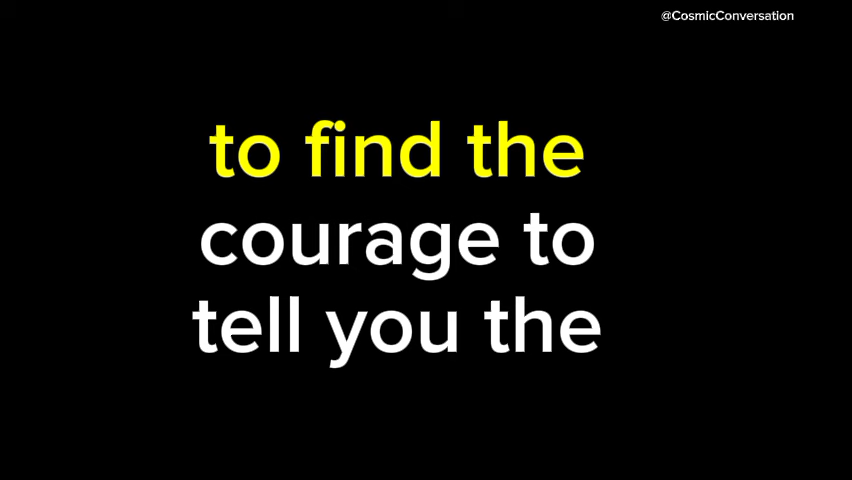 @CosmicConversation
to find the
courage to
tell you the